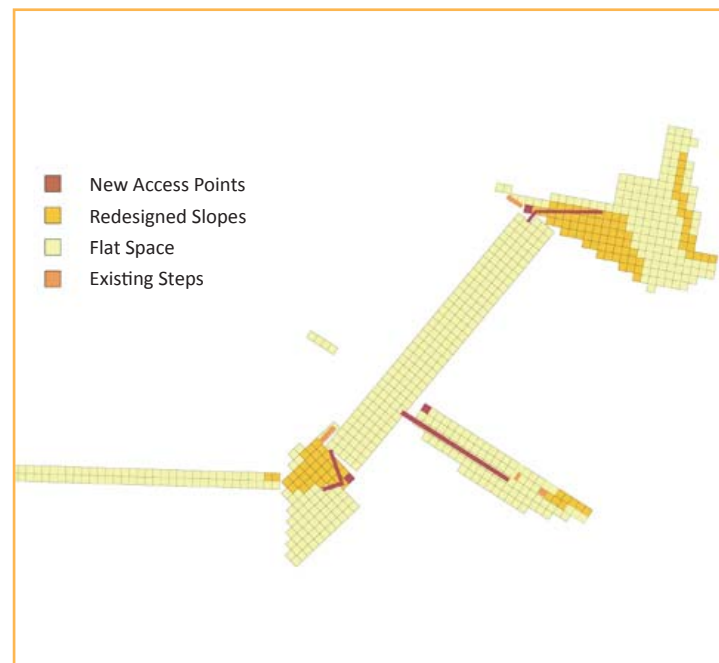 New Access Points
Redesigned Slopes
Flat Space
Existing Steps